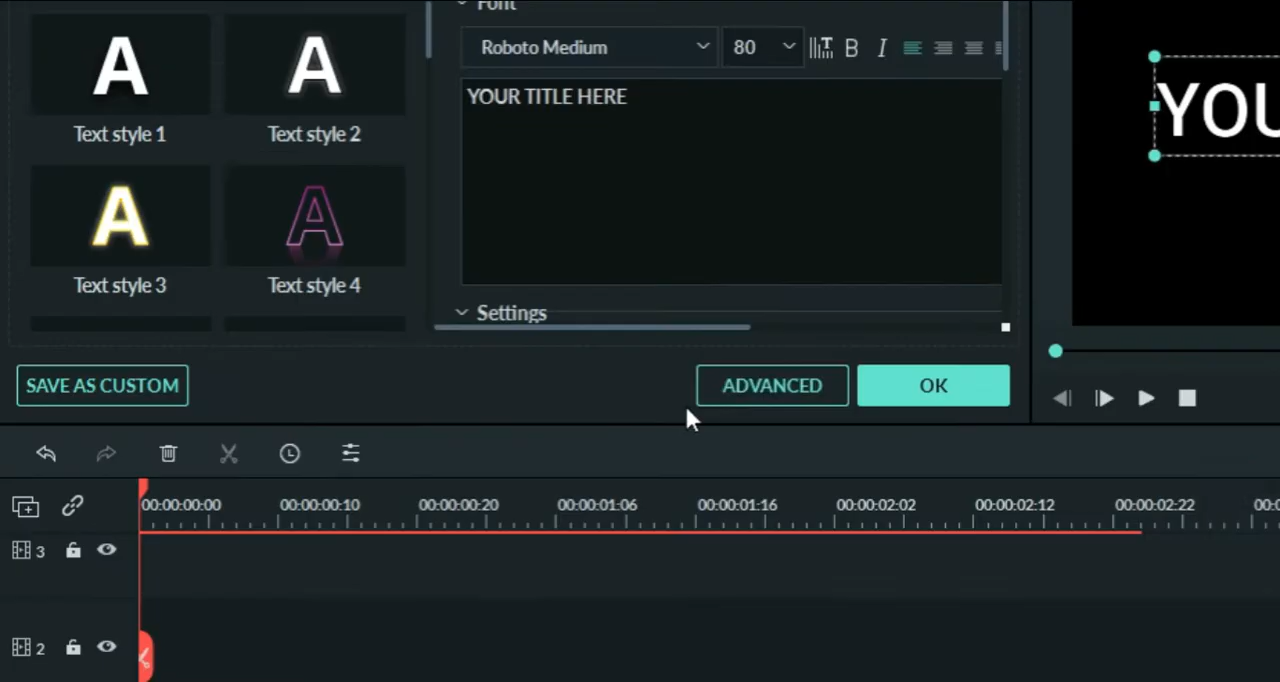 Font
A
A
Roboto Medium
80
B
I
YOUR TITLE HERE
YOU
Text style 1
Text style 2
A
A
Text style 3
Text style 4
Settings
SAVE AS CUSTOM
ADVANCED
OK
00:00:00:00
00:00:00:10
00:00:00:20
00:00:01:06
00:00:01:16
00:00:02:02
00:00:02:12
00:00:02:22
3
2